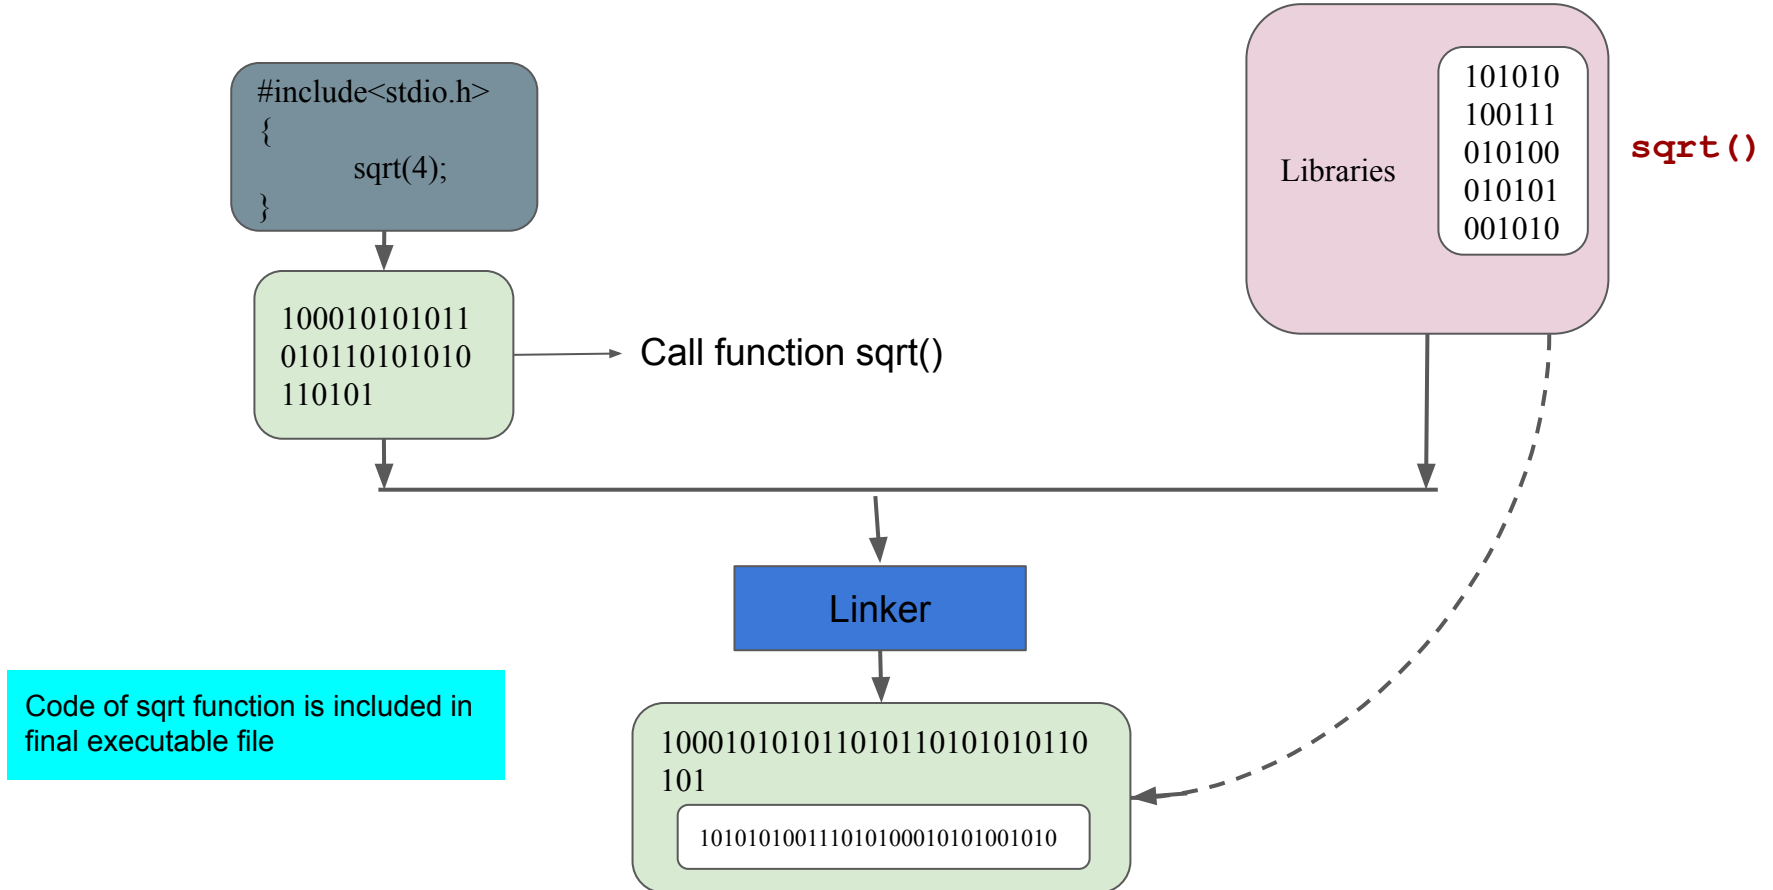 #include<stdio.h>
{
sqrt(4);
}
100010101011
010110101010
110101
Call function sqrt()
Libraries
101010
100111
010100
010101
001010
sqrt()
Linker
Code of sqrt function is included in
final executable file
100010101011010110101010110
101
101010100111010100010101001010